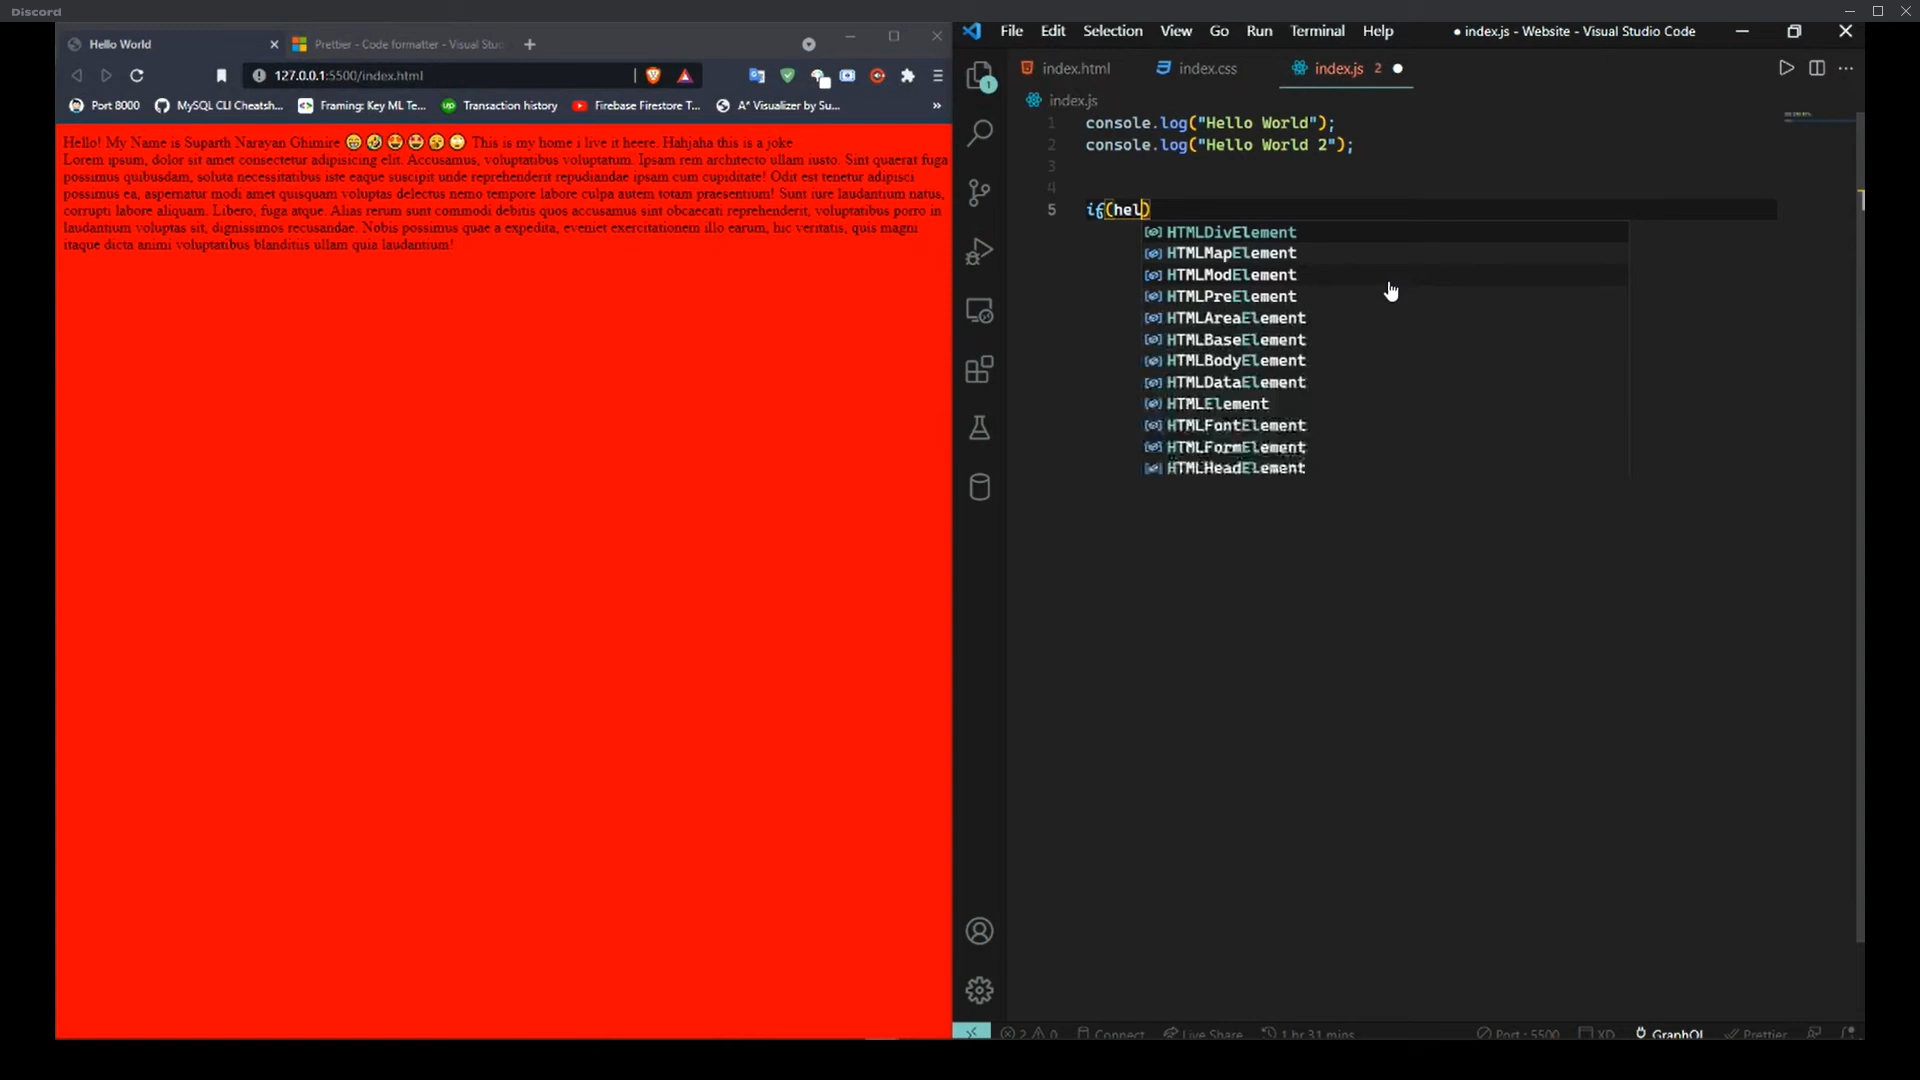 Discord
Hello World
Prettier - Code formatter - Visual Stuc
127.0.0.1:5500/index.html
Port 8000
MySQL CLI Cheatsh...
Framing: Key ML Te...
Transaction history
Firebase Firestore T...
A* Visualizer by Su...
»
Hello! My Name is Suparth Narayan Ghimire 😁🤣🤩🤩😵🙄 This is my home i live it heere. Hahjaha this is a joke
Lorem ipsum, dolor sit amet consectetur adipisicing elit. Accusamus, voluptatibus voluptatum. Ipsam rem architecto ullam iusto. Sint quaerat fuga
possimus quibusdam, soluta necessitatibus iste eaque suscipit unde reprehenderit repudiandae ipsam cum cupiditate! Odit est tenetur adipisci
possimus ea, aspernatur modi amet quisquam voluptas delectus nemo tempore labore culpa autem totam praesentium! Sunt iure laudantium natus,
corrupti labore aliquam. Libero, fuga atque. Alias rerum sunt commodi debitis quos accusamus sint obcaecati reprehenderit, voluptatibus porro in
laudantium voluptas sit, dignissimos recusandae. Nobis possimus quae a expedita, eveniet exercitationem illo earum, hic veritatis, quis magni
itaque dicta animi voluptatibus blanditiis ullam quia laudantium!
File Edit Selection View Go Run Terminal Help
● index.js - Website - Visual Studio Code
1
index.html
index.css
index.js 2 ●
index.js
1 console.log("Hello World");
2 console.log("Hello World 2");
3
4
5 if(hel)
HTMLDivElement
HTMLMapElement
HTMLModElement
HTMLPreElement
HTMLAreaElement
HTMLBaseElement
HTMLBodyElement
HTMLDataElement
HTMLElement
HTMLFontElement
HTMLFormElement
HTMLHeadElement
2 0 Connect Live Share 1 hr 31 mins Port : 5500 XD GraphQL Prettier